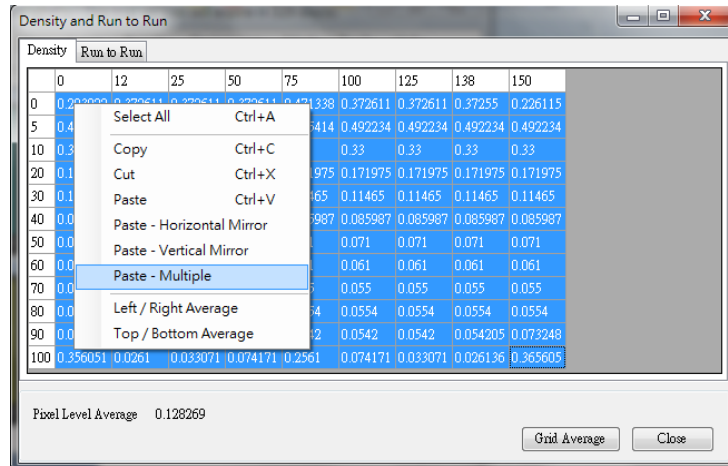 Density and Run to Run
Density Run to Run
0 12 25 50 75 100 125 138 150
0 0.372611 0.372611 0.37255 0.226115
5 0.492234 0.492234 0.492234 0.492234
10 0.33 0.33 0.33 0.33
20 0.171975 0.171975 0.171975 0.171975
30 0.11465 0.11465 0.11465 0.11465
40 0.085987 0.085987 0.085987 0.085987
50 0.071 0.071 0.071 0.071
60 0.061 0.061 0.061 0.061
70 0.055 0.055 0.055 0.055
80 0.0554 0.0554 0.0554 0.0554
90 0.0542 0.0542 0.054205 0.073248
100 0.356051 0.0261 0.033071 0.074171 0.2561 0.074171 0.033071 0.026136 0.365605
Select All Ctrl+A
Copy Ctrl+C
Cut Ctrl+X
Paste Ctrl+V
Paste - Horizontal Mirror
Paste - Vertical Mirror
Paste - Multiple
Left / Right Average
Top / Bottom Average
Pixel Level Average 0.128269
Grid Average Close